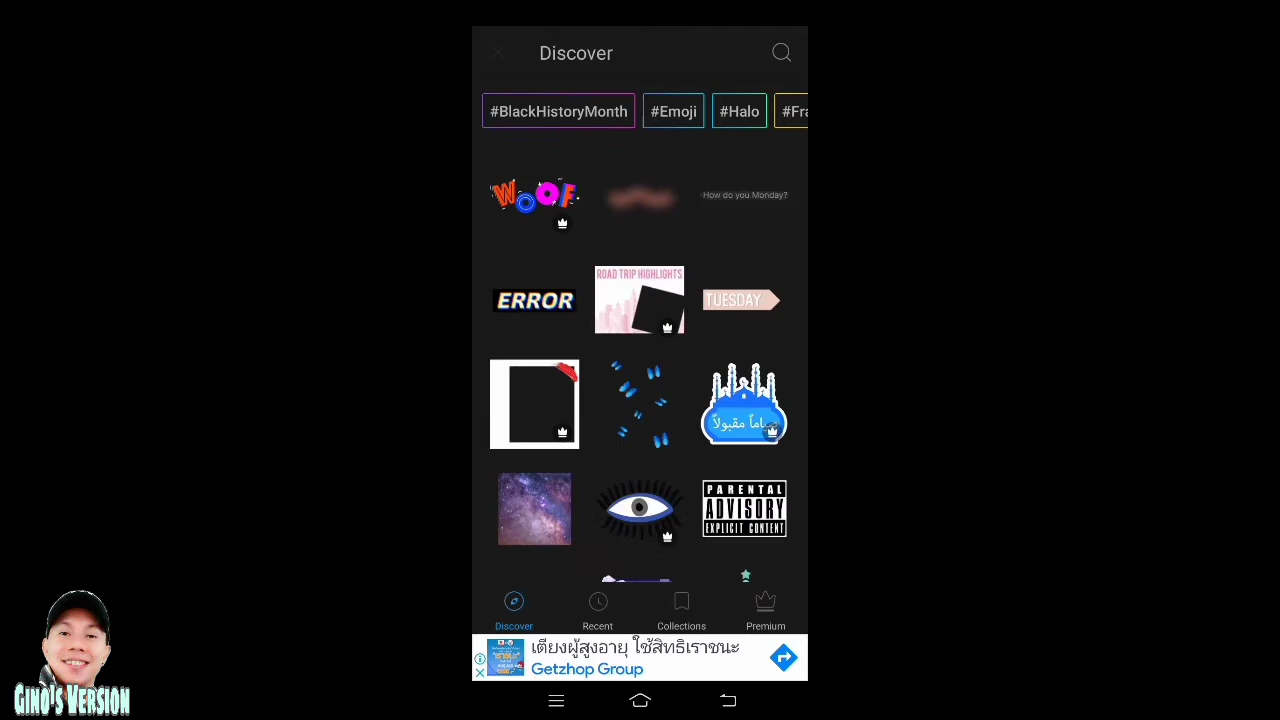 Discover
#BlackHistoryMonth
#Emoji
#Halo
#Fra
WOOF
How do you Monday?
ERROR
ROAD TRIP HIGHLIGHTS
TUESDAY
مقبولاً
PARENTAL
ADVISORY
EXPLICIT CONTENT
Discover
Recent
Collections
Premium
เตียงผู้สูงอายุ ใช้สิทธิเราชนะ
Getzhop Group
GINO'S VERSION